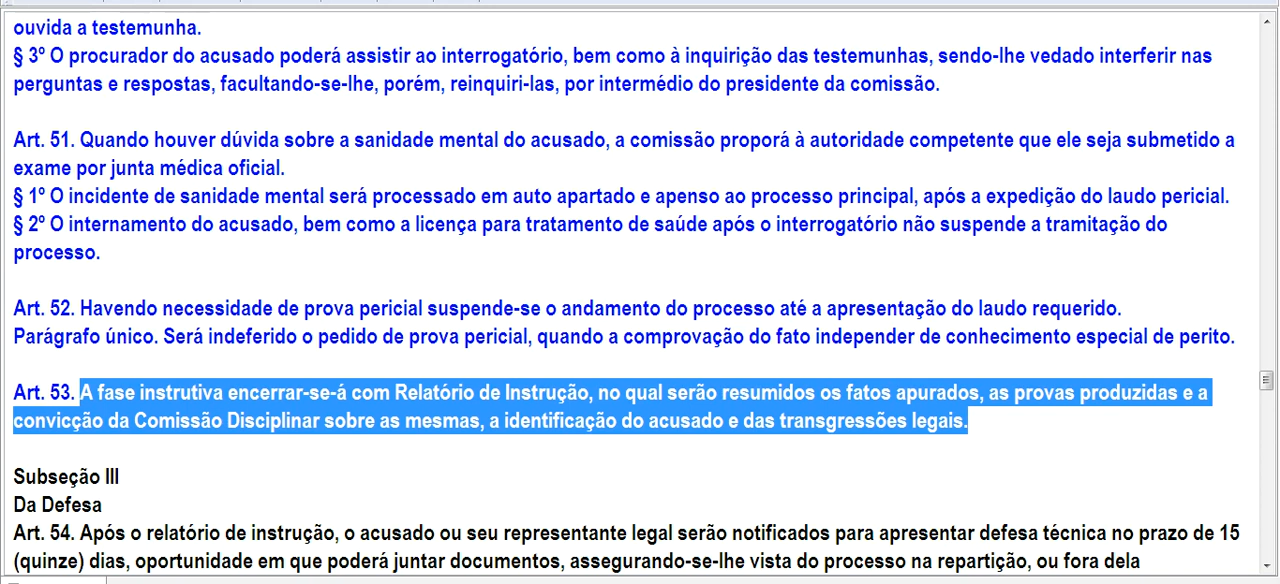 ouvida a testemunha.
§ 3º O procurador do acusado poderá assistir ao interrogatório, bem como à inquirição das testemunhas, sendo-lhe vedado interferir nas
perguntas e respostas, facultando-se-lhe, porém, reinquiri-las, por intermédio do presidente da comissão.
Art. 51. Quando houver dúvida sobre a sanidade mental do acusado, a comissão proporá à autoridade competente que ele seja submetido a
exame por junta médica oficial.
§ 1º O incidente de sanidade mental será processado em auto apartado e apenso ao processo principal, após a expedição do laudo pericial.
§ 2º O internamento do acusado, bem como a licença para tratamento de saúde após o interrogatório não suspende a tramitação do
processo.
Art. 52. Havendo necessidade de prova pericial suspende-se o andamento do processo até a apresentação do laudo requerido.
Parágrafo único. Será indeferido o pedido de prova pericial, quando a comprovação do fato independer de conhecimento especial de perito.
Art. 53. A fase instrutiva encerrar-se-á com Relatório de Instrução, no qual serão resumidos os fatos apurados, as provas produzidas e a
convicção da Comissão Disciplinar sobre as mesmas, a identificação do acusado e das transgressões legais.
Subseção III
Da Defesa
Art. 54. Após o relatório de instrução, o acusado ou seu representante legal serão notificados para apresentar defesa técnica no prazo de 15
(quinze) dias, oportunidade em que poderá juntar documentos, assegurando-se-lhe vista do processo na repartição, ou fora dela